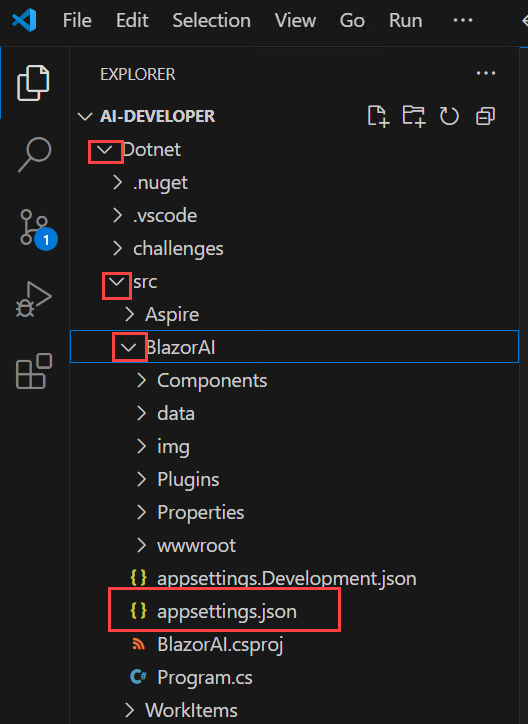 File Edit Selection View Go Run ...
EXPLORER ...
AI-DEVELOPER
Dotnet
.nuget
.vscode
challenges
1
src
Aspire
BlazorAI
Components
data
img
Plugins
Properties
wwwroot
{} appsettings.Development.json
{} appsettings.json
BlazorAI.csproj
C# Program.cs
WorkItems